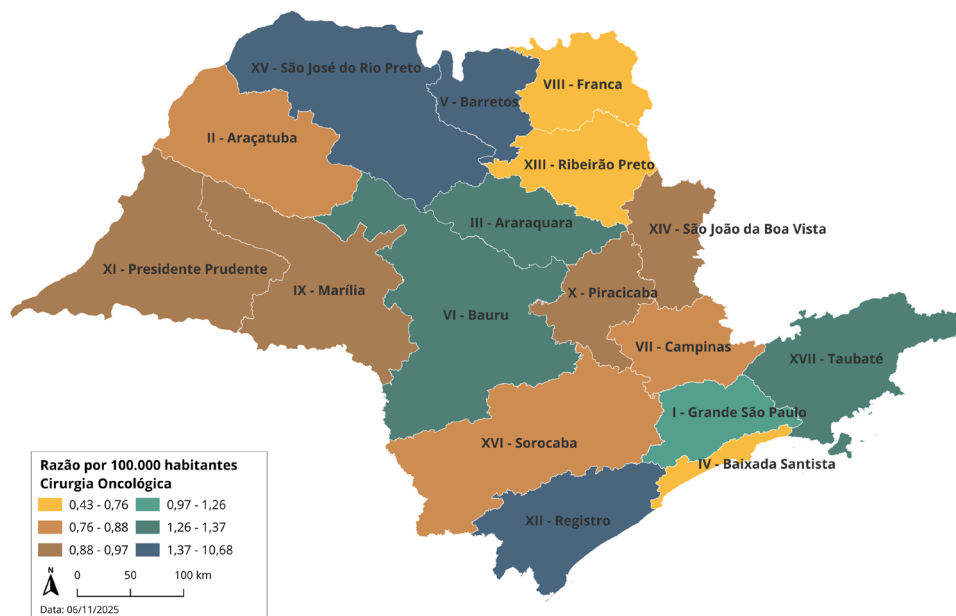 XV - São José do Rio Preto
V - Barretos
VIII - Franca
II - Araçatuba
XIII - Ribeirão Preto
III - Araraquara
XIV - São João da Boa Vista
XI - Presidente Prudente
IX - Marília
X - Piracicaba
VI - Bauru
VII - Campinas
XVII - Taubaté
I - Grande São Paulo
XVI - Sorocaba
IV - Baixada Santista
XII - Registro
Razão por 100.000 habitantes
Cirurgia Oncológica
0,43 - 0,76
0,97 - 1,26
0,76 - 0,88
1,26 - 1,37
0,88 - 0,97
1,37 - 10,68
N
0 50 100 km
Data: 06/11/2025